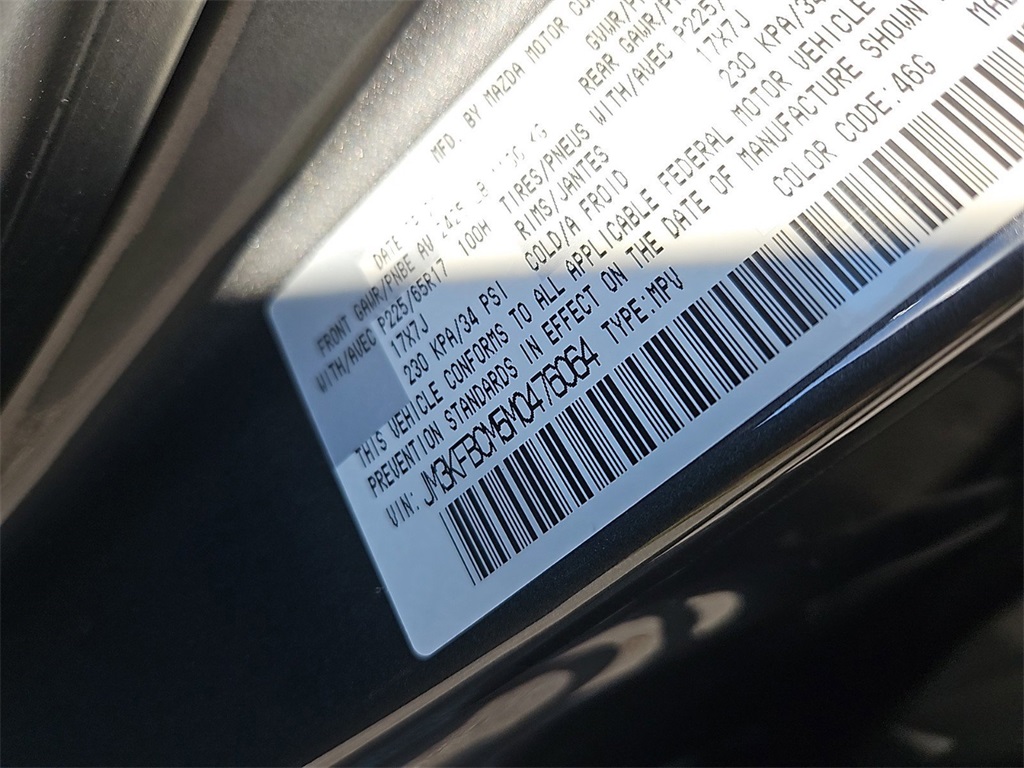 MFD. BY MAZDA MOTOR CO
DATE
FRONT GAWR/PNBE AV
REAR GAWR/
WITH/AVEC P225/65R17 100H TIRES/PNEUS WITH/AVEC P225/
17X7J RIMS/JANTES 17X7J
230 KPA/34 PSI COLD/A FROID 230 KPA/34
THIS VEHICLE CONFORMS TO ALL APPLICABLE FEDERAL MOTOR VEHICLE
PREVENTION STANDARDS IN EFFECT ON THE DATE OF MANUFACTURE SHOWN
VIN: JM3KFBCM5M0476064 TYPE:MPV COLOR CODE:46G